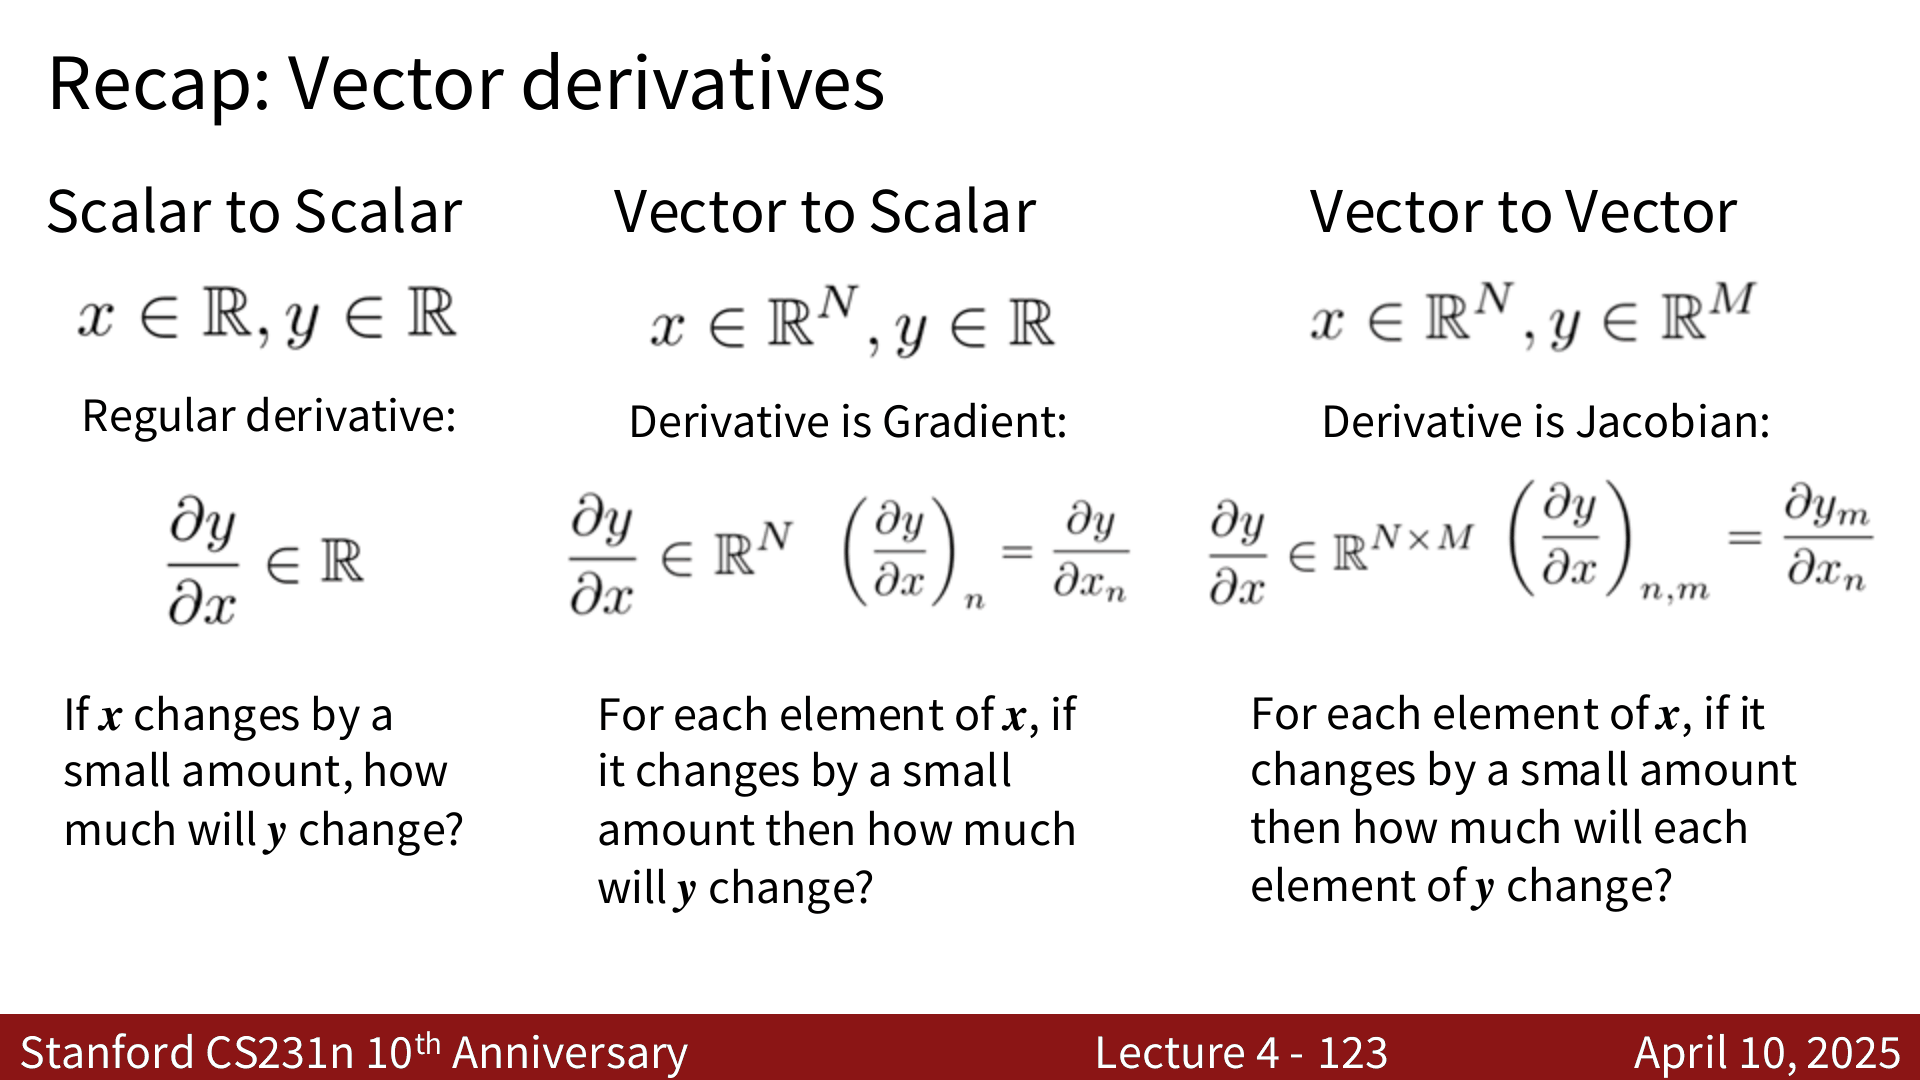 Recap: Vector derivatives
Scalar to Scalar
x ∈ ℝ, y ∈ ℝ
Regular derivative:
∂y/∂x ∈ ℝ
If x changes by a
small amount, how
much will y change?
Vector to Scalar
x ∈ ℝ^N, y ∈ ℝ
Derivative is Gradient:
∂y/∂x ∈ ℝ^N (∂y/∂x)_n = ∂y/∂x_n
For each element of x, if
it changes by a small
amount then how much
will y change?
Vector to Vector
x ∈ ℝ^N, y ∈ ℝ^M
Derivative is Jacobian:
∂y/∂x ∈ ℝ^{N×M} (∂y/∂x)_{n,m} = ∂y_m/∂x_n
For each element of x, if it
changes by a small amount
then how much will each
element of y change?
Stanford CS231n 10th Anniversary
Lecture 4 - 123
April 10, 2025